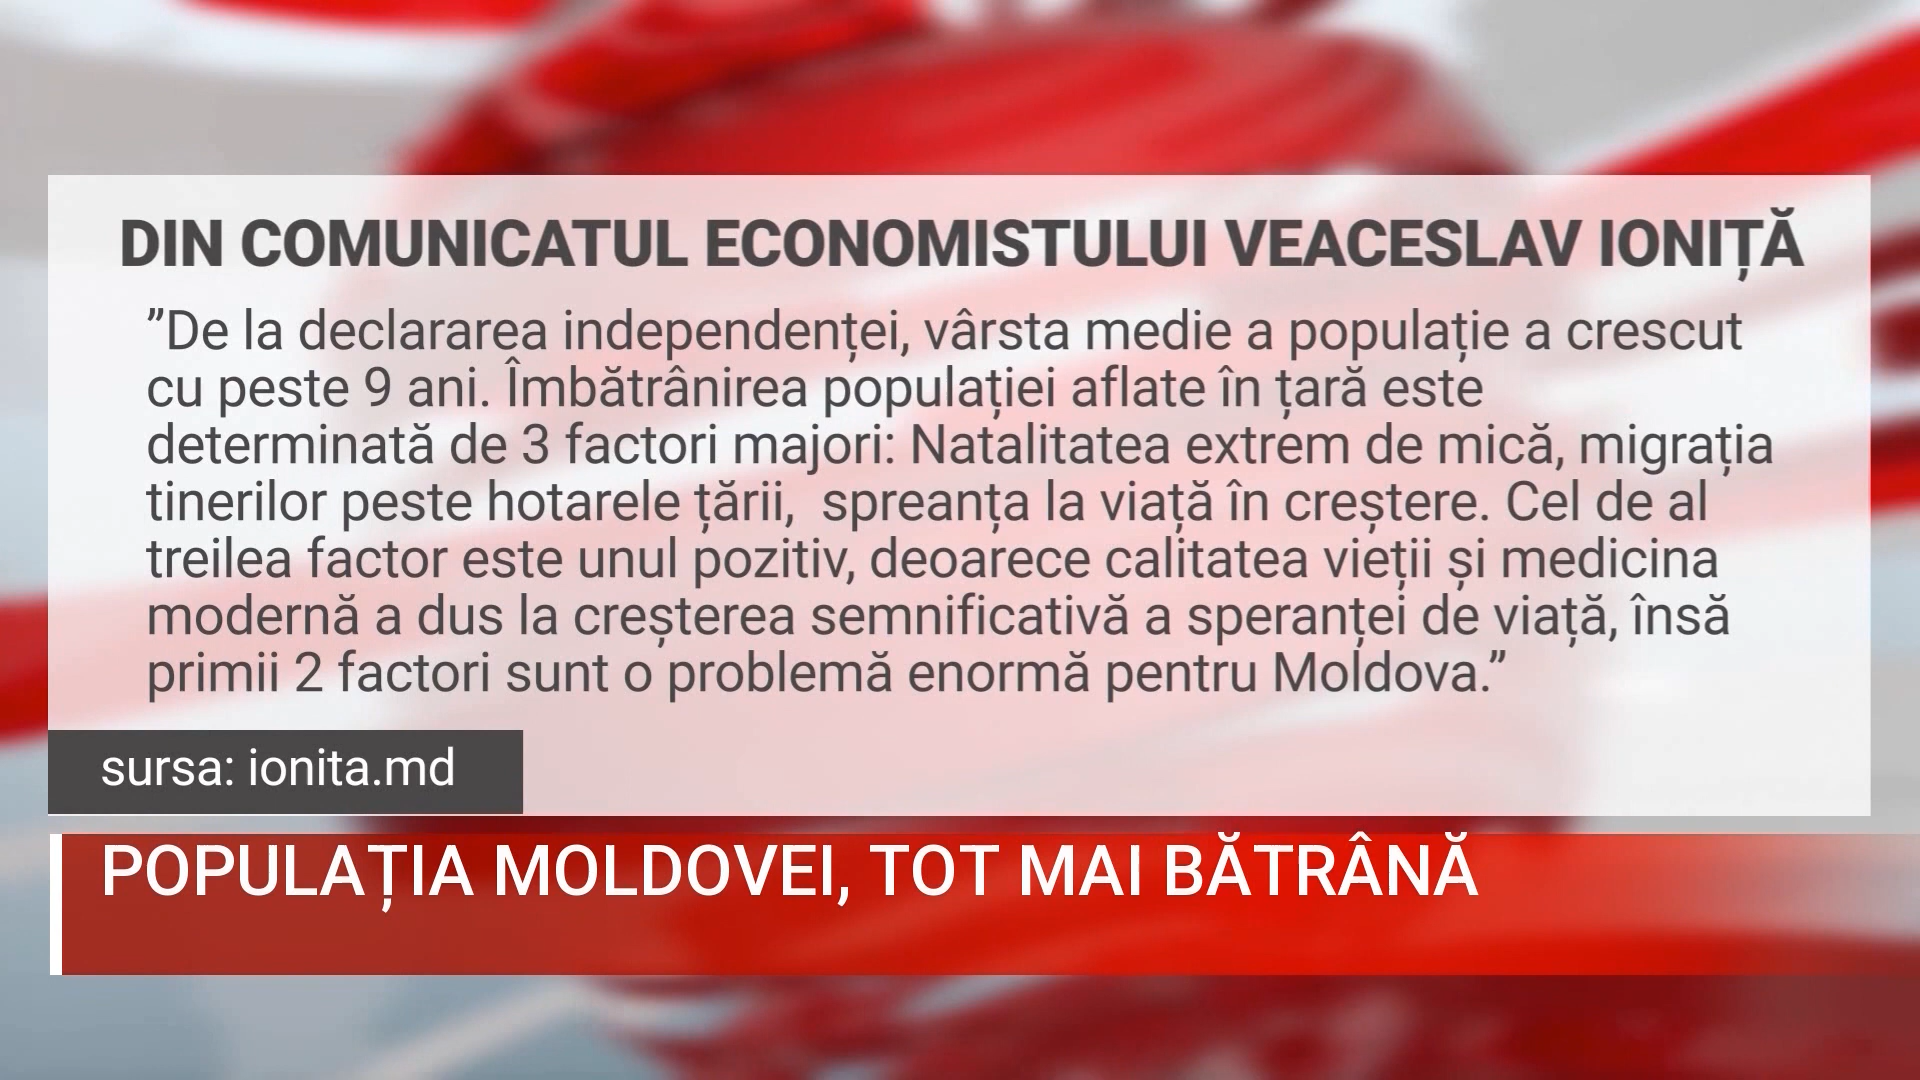 DIN COMUNICATUL ECONOMISTULUI VEACESLAV IONIȚĂ
”De la declararea independenței, vârsta medie a populație a crescut
cu peste 9 ani. Îmbătrânirea populației aflate în țară este
determinată de 3 factori majori: Natalitatea extrem de mică, migrația
tinerilor peste hotarele țării,  spreanța la viață în creștere. Cel de al
treilea factor este unul pozitiv, deoarece calitatea vieții și medicina
modernă a dus la creșterea semnificativă a speranței de viață, însă
primii 2 factori sunt o problemă enormă pentru Moldova.”
sursa: ionita.md
POPULAȚIA MOLDOVEI, TOT MAI BĂTRÂNĂ